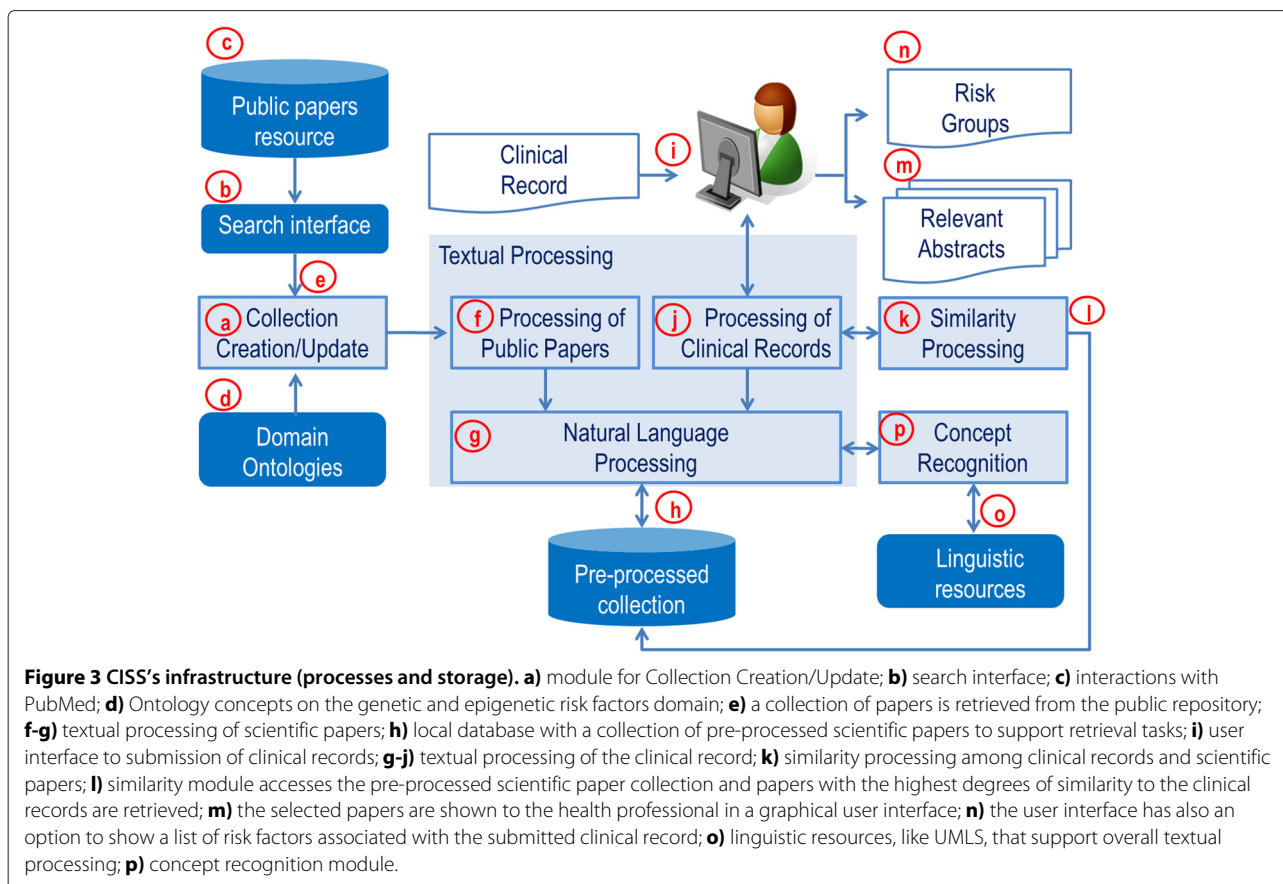 c
Public papers
resource
b
Search interface
e
a Collection
Creation/Update
d
Domain
Ontologies
Clinical
Record
i
n
Risk
Groups
m
Relevant
Abstracts
Textual Processing
f Processing of
Public Papers
j Processing of
Clinical Records
k Similarity
Processing
l
g Natural Language
Processing
p Concept
Recognition
h
o
Pre-processed
collection
Linguistic
resources
Figure 3 CISS's infrastructure (processes and storage). a) module for Collection Creation/Update; b) search interface; c) interactions with
PubMed; d) Ontology concepts on the genetic and epigenetic risk factors domain; e) a collection of papers is retrieved from the public repository;
f-g) textual processing of scientific papers; h) local database with a collection of pre-processed scientific papers to support retrieval tasks; i) user
interface to submission of clinical records; g-j) textual processing of the clinical record; k) similarity processing among clinical records and scientific
papers; l) similarity module accesses the pre-processed scientific paper collection and papers with the highest degrees of similarity to the clinical
records are retrieved; m) the selected papers are shown to the health professional in a graphical user interface; n) the user interface has also an
option to show a list of risk factors associated with the submitted clinical record; o) linguistic resources, like UMLS, that support overall textual
processing; p) concept recognition module.